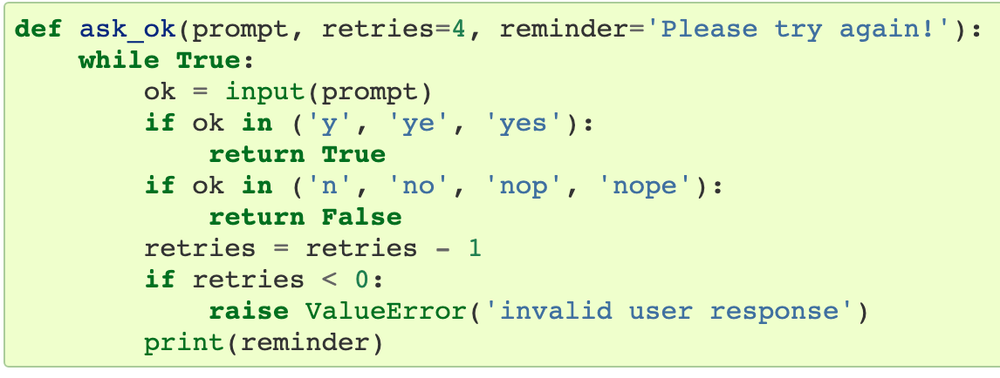 def ask_ok(prompt, retries=4, reminder='Please try again!'):
    while True:
        ok = input(prompt)
        if ok in ('y', 'ye', 'yes'):
            return True
        if ok in ('n', 'no', 'nop', 'nope'):
            return False
        retries = retries - 1
        if retries < 0:
            raise ValueError('invalid user response')
        print(reminder)